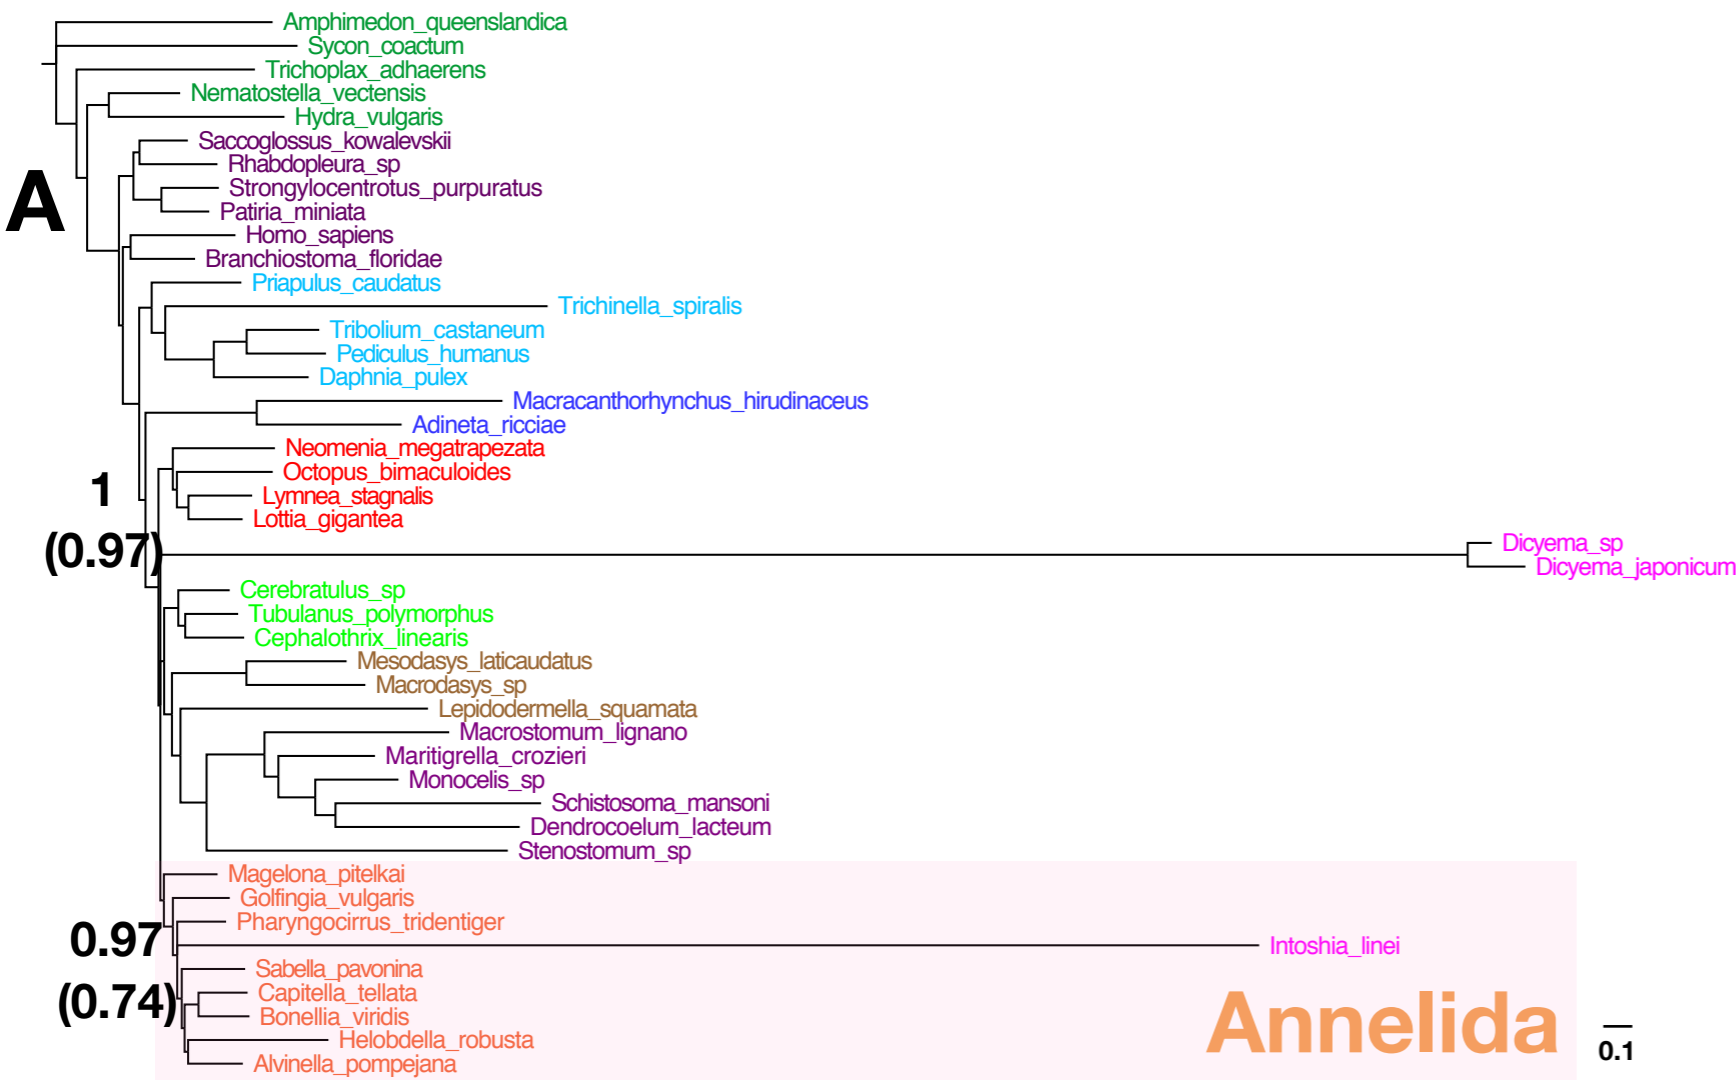 Amphimedon_queenslandica
Sycon_coactum
Trichoplax_adhaerens
Nematostella_vectensis
Hydra_vulgaris
Saccoglossus_kowalevskii
Rhabdopleura_sp
A
Strongylocentrotus_purpuratus
Patiria_miniata
Homo_sapiens
Branchiostoma_floridae
Priapulus_caudatus
Trichinella_spiralis
Tribolium_castaneum
Pediculus_humanus
Daphnia_pulex
Macracanthorhynchus_hirudinaceus
Adineta_ricciae
Neomenia_megatrapezata
Octopus_bimaculoides
1
Lymnea_stagnalis
Lottia_gigantea
(0.97)
Dicyema_sp
Dicyema_japonicum
Cerebratulus_sp
Tubulanus_polymorphus
Cephalothrix_linearis
Mesodasys_laticaudatus
Macrodasys_sp
Lepidodermella_squamata
Macrostomum_lignano
Maritigrella_crozieri
Monocelis_sp
Schistosoma_mansoni
Dendrocoelum_lacteum
Stenostomum_sp
Magelona_pitelkai
Golfingia_vulgaris
Pharyngocirrus_tridentiger
0.97
Intoshia_linei
Sabella_pavonina
Capitella_tellata
(0.74)
Bonellia_viridis
Annelida
Helobdella_robusta
0.1
Alvinella_pompejana